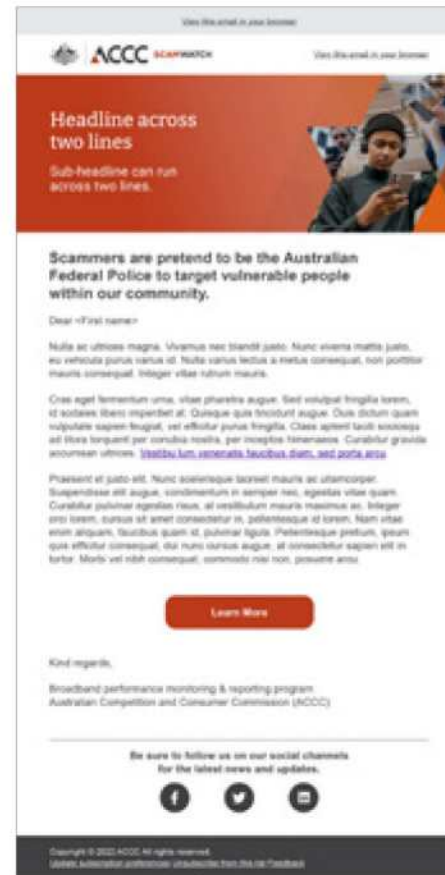 View this email in your browser
ACCC SCAMWATCH
View this email in your browser
Headline across
two lines
Sub-headline can run
across two lines.
Scammers are pretend to be the Australian
Federal Police to target vulnerable people
within our community.
Dear <First name>
Nulla ac ultrices magna. Vivamus nec blandit justo. Nunc viverra mattis justo,
eu vehicula purus varius id. Nulla varius lectus a metus consequat, non porttitor
mauris consequat. Integer vitae rutrum mauris.
Cras eget fermentum urna, vitae pharetra augue. Sed volutpat fringilla lorem,
id sodales libero imperdiet at. Quisque quis tincidunt augue. Duis dictum quam
vulputate sapien feugiat, vel efficitur purus fringilla. Class aptent taciti sociosqu
ad litora torquent per conubia nostra, per inceptos himenaeos. Curabitur gravida
accumsan ultrices. Vestibu lum venenatis faucibus diam, sed porta arcu
Praesent et justo elit. Nunc scelerisque laoreet mauris ac ullamcorper.
Suspendisse elit augue, condimentum in semper nec, egestas vitae quam.
Curabitur pulvinar egestas risus, at vestibulum mauris maximus ac. Integer
orci lorem, cursus sit amet consectetur in, pellentesque id lorem. Nam vitae
enim aliquam, faucibus quam id, pulvinar ligula. Pellentesque pretium, ipsum
quis efficitur consequat, dui nunc cursus augue, at consectetur sapien elit in
tortor. Morbi vel nibh consequat, commodo nisi non, posuere arcu.
Learn More
Kind regards,
Broadband performance monitoring & reporting program
Australian Competition and Consumer Commission (ACCC)
Be sure to follow us on our social channels
for the latest news and updates.
Copyright © 2022 ACCC All rights reserved.
Update subscription preferences Unsubscribe from this list Feedback